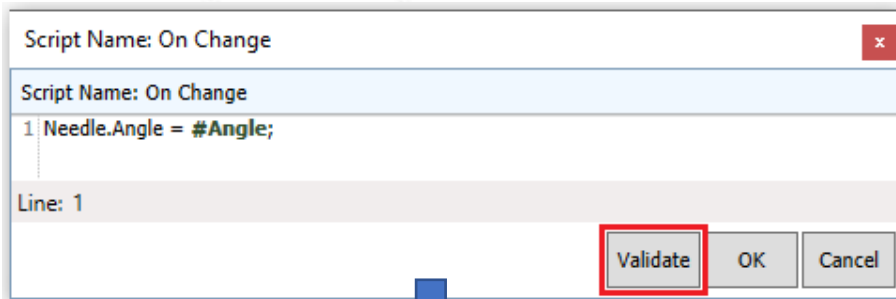 Script Name: On Change
x
Script Name: On Change
1 Needle.Angle = #Angle;
Line: 1
Validate OK Cancel